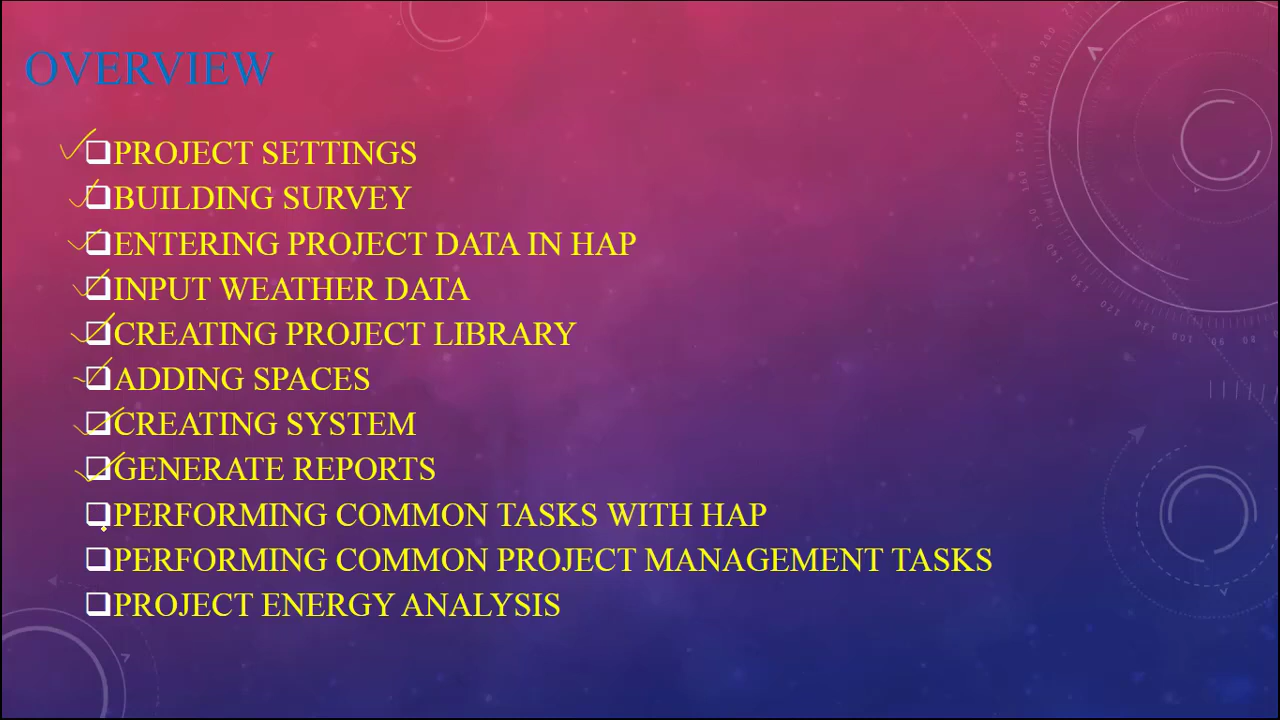 OVERVIEW
PROJECT SETTINGS
BUILDING SURVEY
ENTERING PROJECT DATA IN HAP
INPUT WEATHER DATA
CREATING PROJECT LIBRARY
ADDING SPACES
CREATING SYSTEM
GENERATE REPORTS
PERFORMING COMMON TASKS WITH HAP
PERFORMING COMMON PROJECT MANAGEMENT TASKS
PROJECT ENERGY ANALYSIS